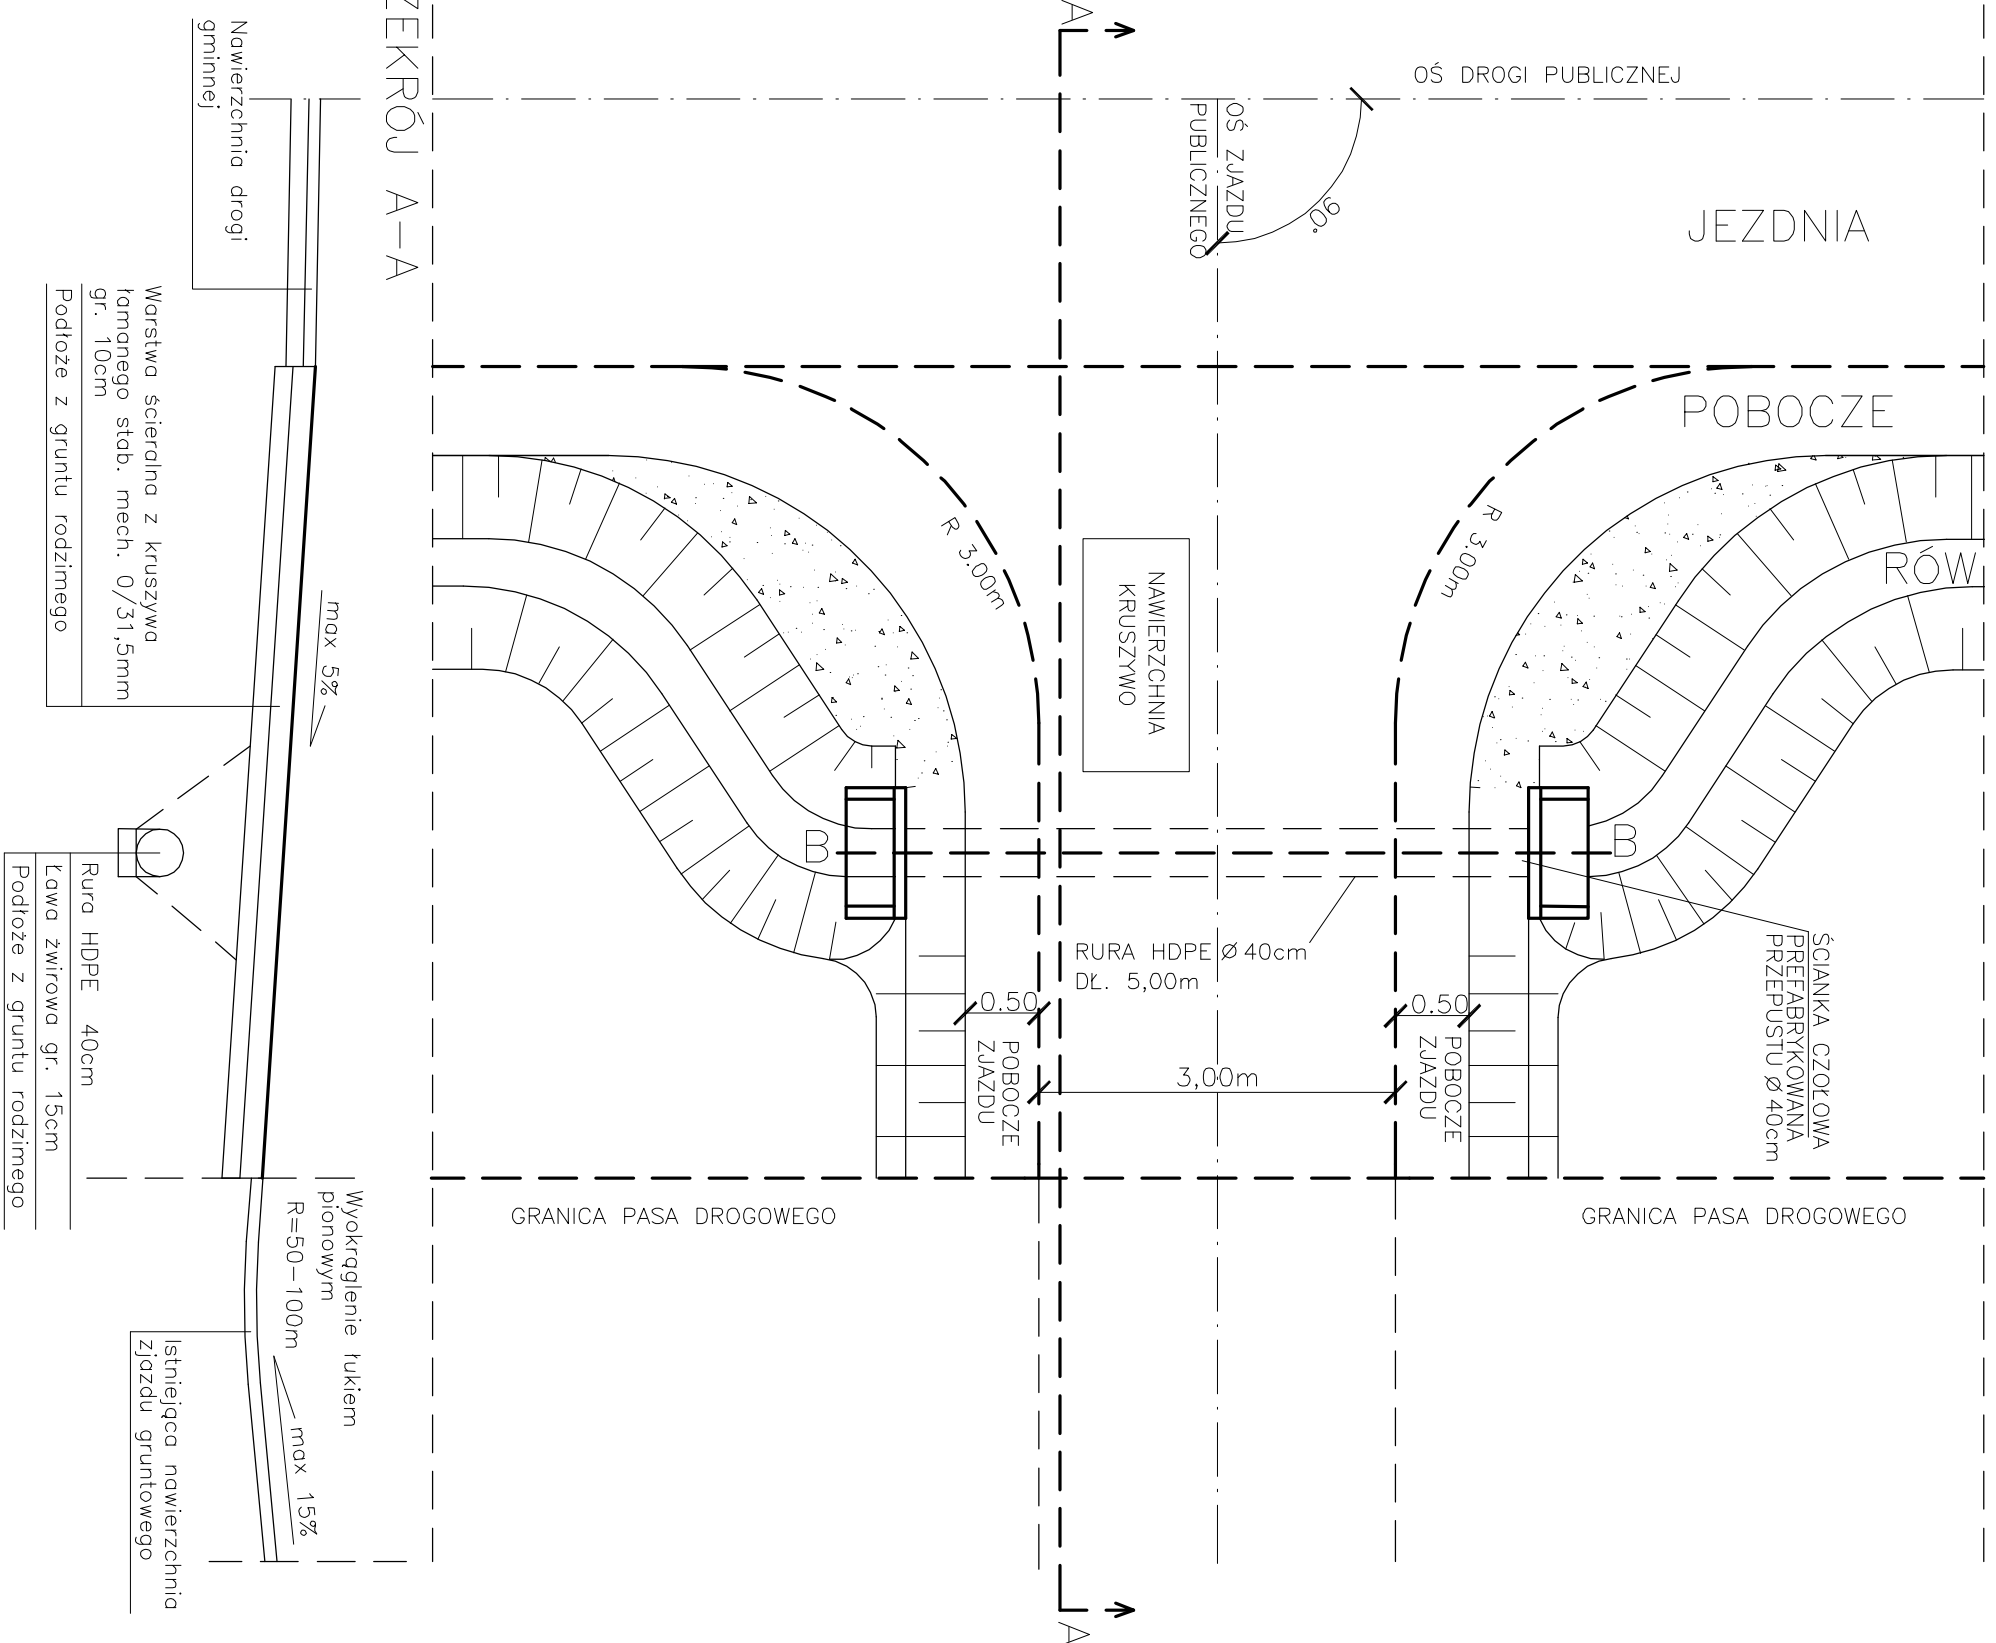 A
OŚ DROGI PUBLICZNEJ
OŚ ZJAZDU
PUBLICZNEGO
90°
JEZDNIA
POBOCZE
RÓW
R 3.00m
R 3.00m
NAWIERZCHNIA
KRUSZYWO
B
B
RURA HDPE Ø 40cm
DŁ. 5,00m
ŚCIANKA CZOŁOWA
PREFABRYKOWANA
PRZEPUSTU Ø 40cm
0.50
0.50
POBOCZE
ZJAZDU
POBOCZE
ZJAZDU
3,00m
GRANICA PASA DROGOWEGO
GRANICA PASA DROGOWEGO
A
ZEKRÓJ A-A
Nawierzchnia drogi
gminnej
Warstwa ścieralna z kruszywa
łamanego stab. mech. 0/31,5mm
gr. 10cm
Podłoże z gruntu rodzimego
max 5%
Rura HDPE 40cm
Ława żwirowa gr. 15cm
Podłoże z gruntu rodzimego
Wyokrąglenie łukiem
pionowym
R=50-100m
max 15%
Istniejąca nawierzchnia
zjazdu gruntowego